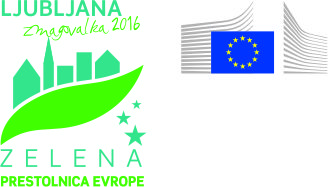 LJUBLJANA
Zmagovalka 2016
ZELENA
PRESTOLNICA EVROPE